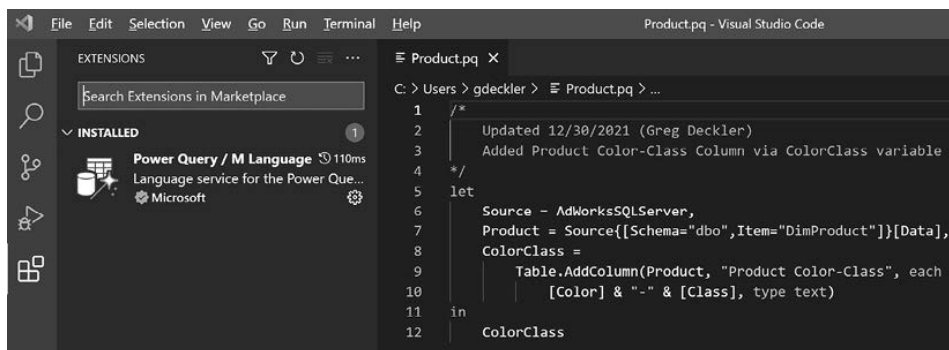 File Edit Selection View Go Run Terminal Help Product.pq - Visual Studio Code
EXTENSIONS
Search Extensions in Marketplace
INSTALLED 1
Power Query / M Language 110ms
Language service for the Power Que...
Microsoft
Product.pq
C: > Users > gdeckler > Product.pq > ...
1 /*
2 Updated 12/30/2021 (Greg Deckler)
3 Added Product Color-Class Column via ColorClass variable
4 */
5 let
6 Source = AdWorksSQLServer,
7 Product = Source{[Schema="dbo",Item="DimProduct"]}[Data],
8 ColorClass =
9 Table.AddColumn(Product, "Product Color-Class", each
10 [Color] & "-" & [Class], type text)
11 in
12 ColorClass